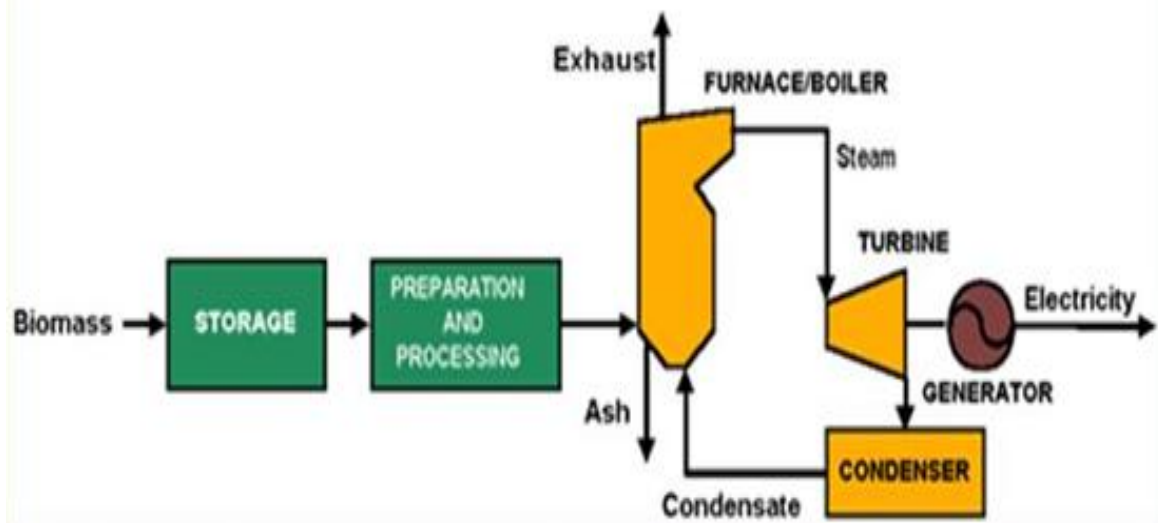 Exhaust
FURNACE/BOILER
Steam
TURBINE
Biomass
STORAGE
PREPARATION
AND
PROCESSING
Electricity
GENERATOR
Ash
CONDENSER
Condensate